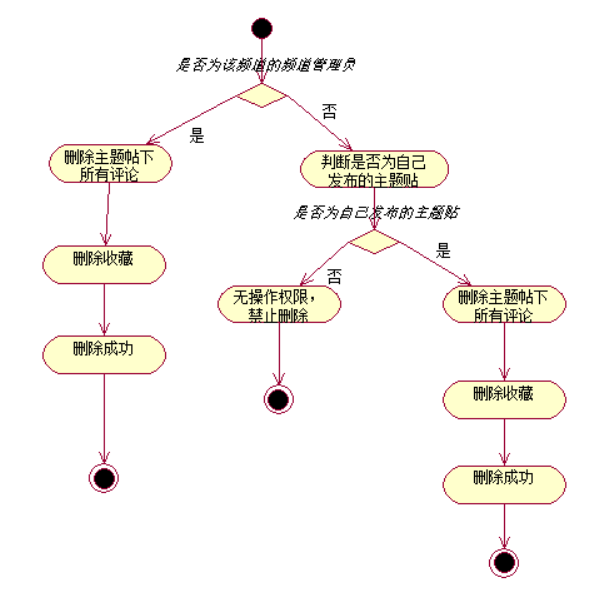 是否为该频道的频道管理员
否
是
删除主题帖下
所有评论
判断是否为自己
发布的主题贴
是否为自己发布的主题贴
删除收藏
是
否
无操作权限，
禁止删除
删除主题帖下
所有评论
删除成功
删除收藏
删除成功